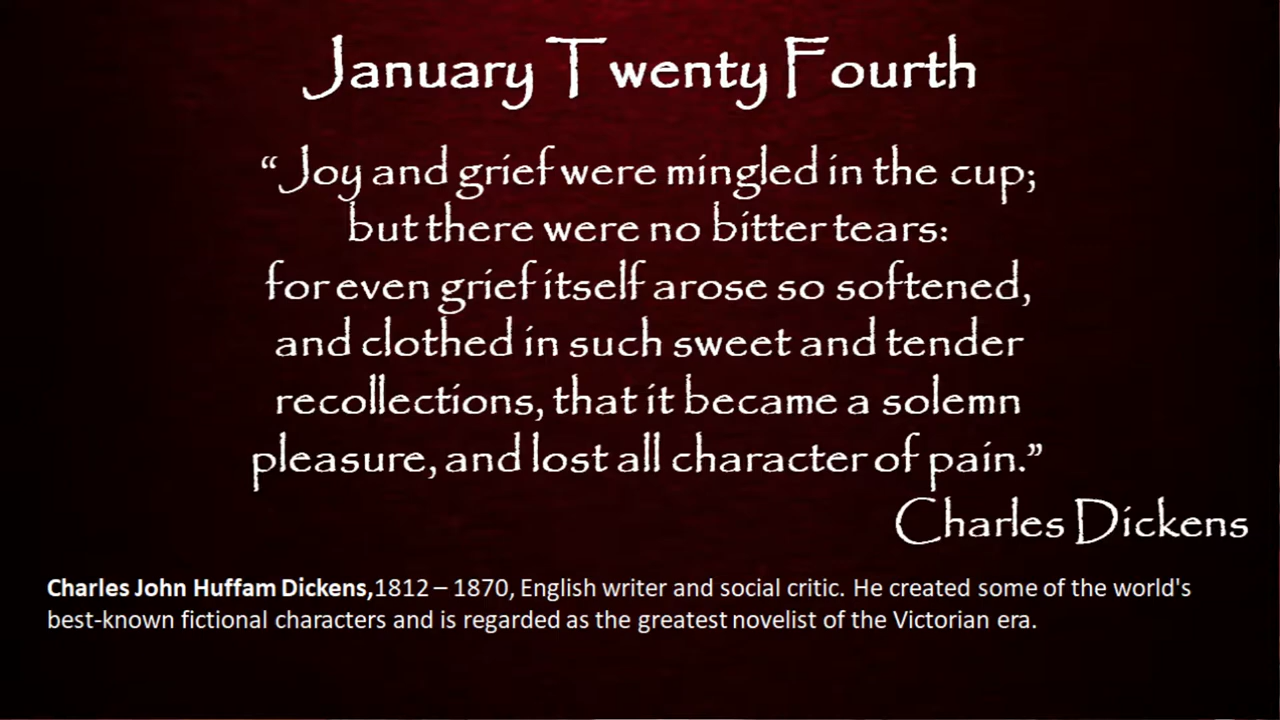 January Twenty Fourth
“Joy and grief were mingled in the cup;
but there were no bitter tears:
for even grief itself arose so softened,
and clothed in such sweet and tender
recollections, that it became a solemn
pleasure, and lost all character of pain.”
Charles Dickens
Charles John Huffam Dickens,1812 – 1870, English writer and social critic. He created some of the world's
best-known fictional characters and is regarded as the greatest novelist of the Victorian era.